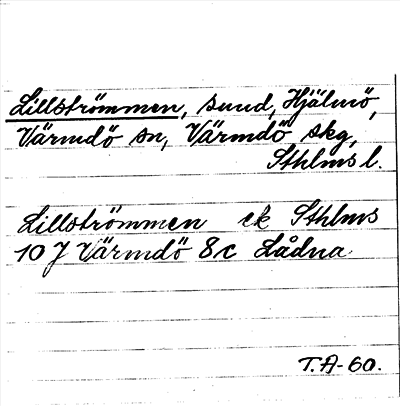 Lillströmmen, sund, Hjälmö,
Värmdö sn, Värmdö skg,
Sthlms l.
Lillströmmen ek Sthlms
10 J Värmdö 8c Lådna
T.A-60.